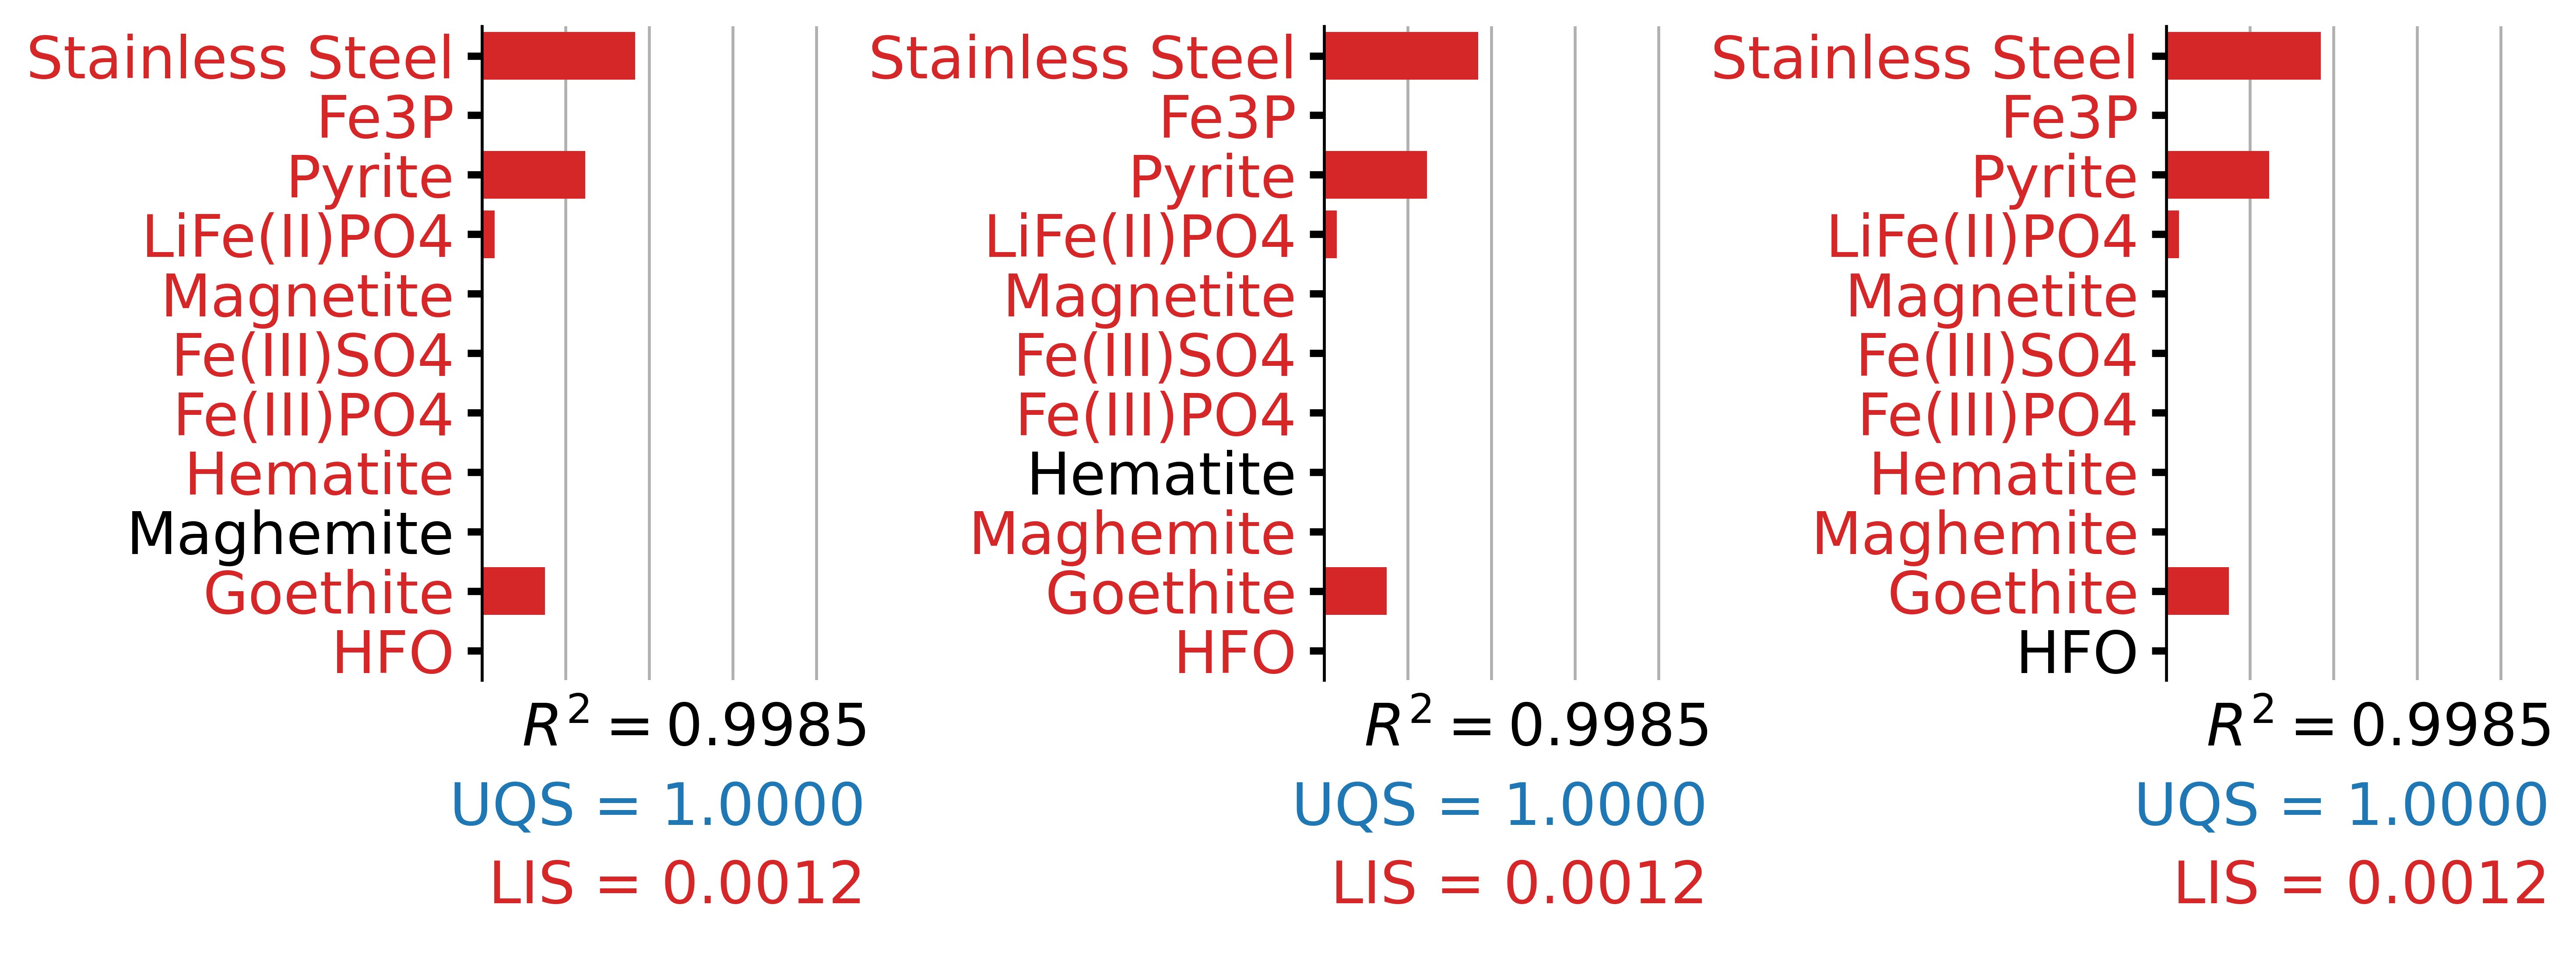 Stainless Steel
Fe3P
Pyrite
LiFe(II)PO4
Magnetite
Fe(III)SO4
Fe(III)PO4
Hematite
Maghemite
Goethite
HFO
R² = 0.9985
UQS = 1.0000
LIS = 0.0012
Stainless Steel
Fe3P
Pyrite
LiFe(II)PO4
Magnetite
Fe(III)SO4
Fe(III)PO4
Hematite
Maghemite
Goethite
HFO
R² = 0.9985
UQS = 1.0000
LIS = 0.0012
Stainless Steel
Fe3P
Pyrite
LiFe(II)PO4
Magnetite
Fe(III)SO4
Fe(III)PO4
Hematite
Maghemite
Goethite
HFO
R² = 0.9985
UQS = 1.0000
LIS = 0.0012